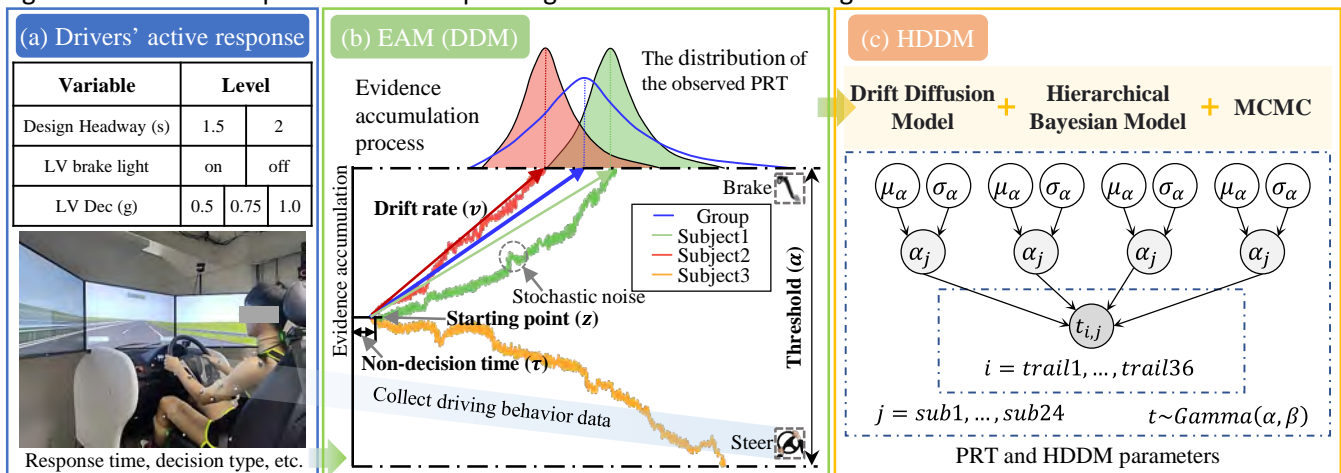 (a) Drivers' active response
Variable Level
Design Headway (s) 1.5 2
LV brake light on off
LV Dec (g) 0.5 0.75 1.0
Response time, decision type, etc.
(b) EAM (DDM)
The distribution of
the observed PRT
Evidence
accumulation
process
Evidence accumulation
Brake
Drift rate (v)
Group
Subject1
Subject2
Subject3
Stochastic noise
Starting point (z)
Non-decision time (τ)
Threshold (α)
Collect driving behavior data
Steer
(c) HDDM
Drift Diffusion
Model
+
Hierarchical
Bayesian Model
+
MCMC
μα σα μα σα μα σα μα σα
αj αj αj αj
ti,j
i = trail1, … , trail36
j = sub1, … , sub24
t~Gamma(α, β)
PRT and HDDM parameters